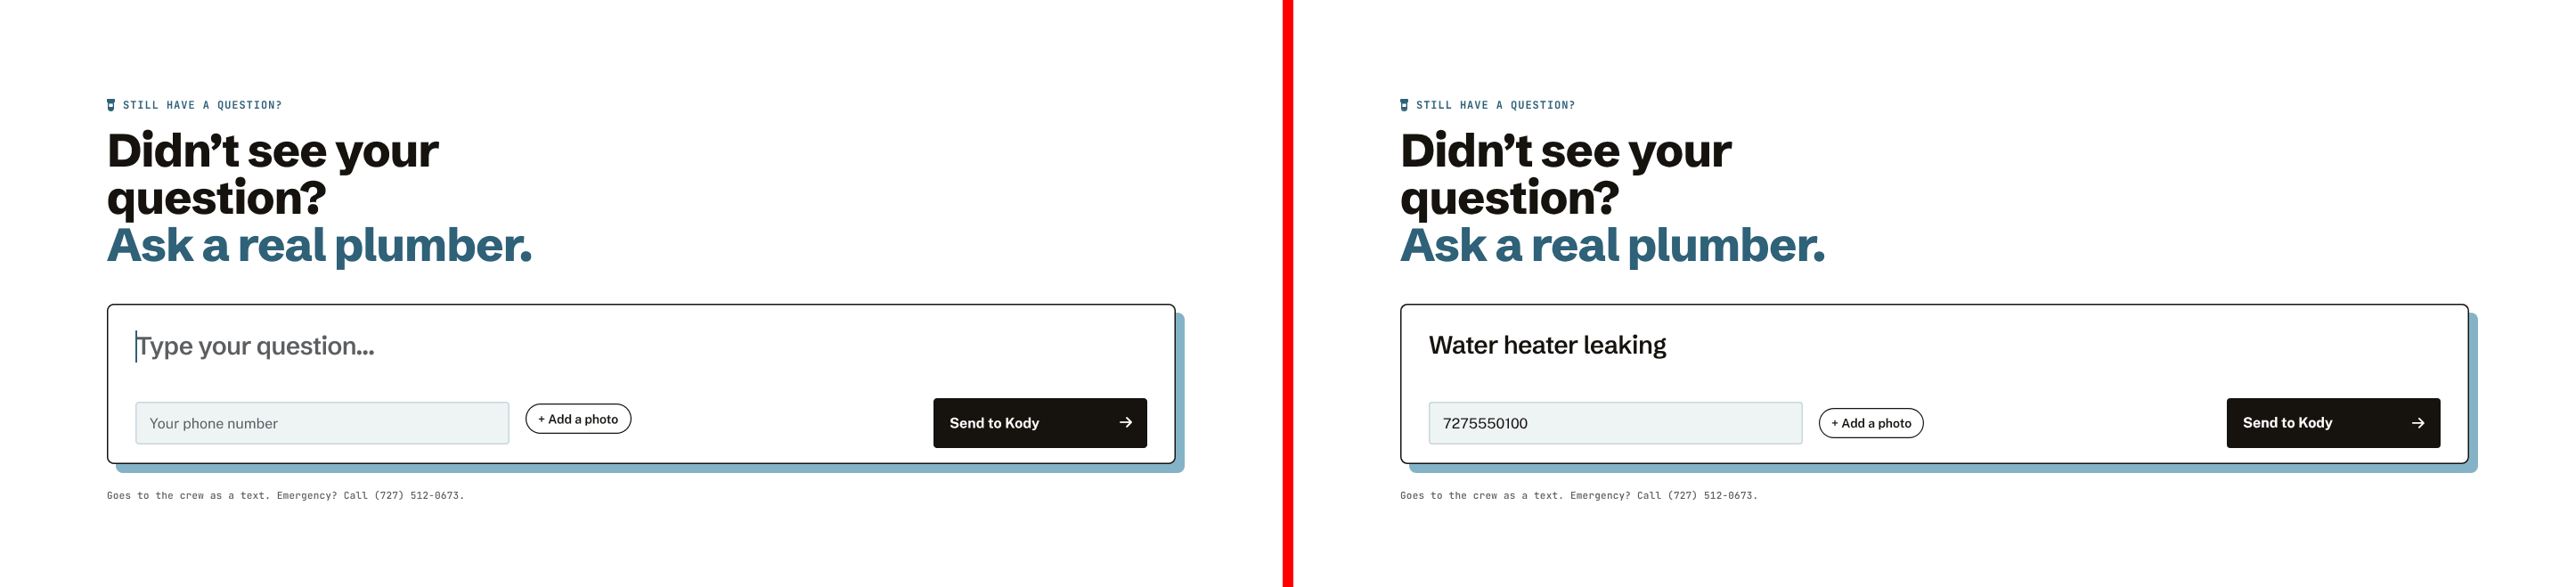 STILL HAVE A QUESTION?
Didn’t see your
question?
Ask a real plumber.
Type your question...
Your phone number
+ Add a photo
Send to Kody →
Goes to the crew as a text. Emergency? Call (727) 512-0673.
STILL HAVE A QUESTION?
Didn’t see your
question?
Ask a real plumber.
Water heater leaking
7275550100
+ Add a photo
Send to Kody →
Goes to the crew as a text. Emergency? Call (727) 512-0673.